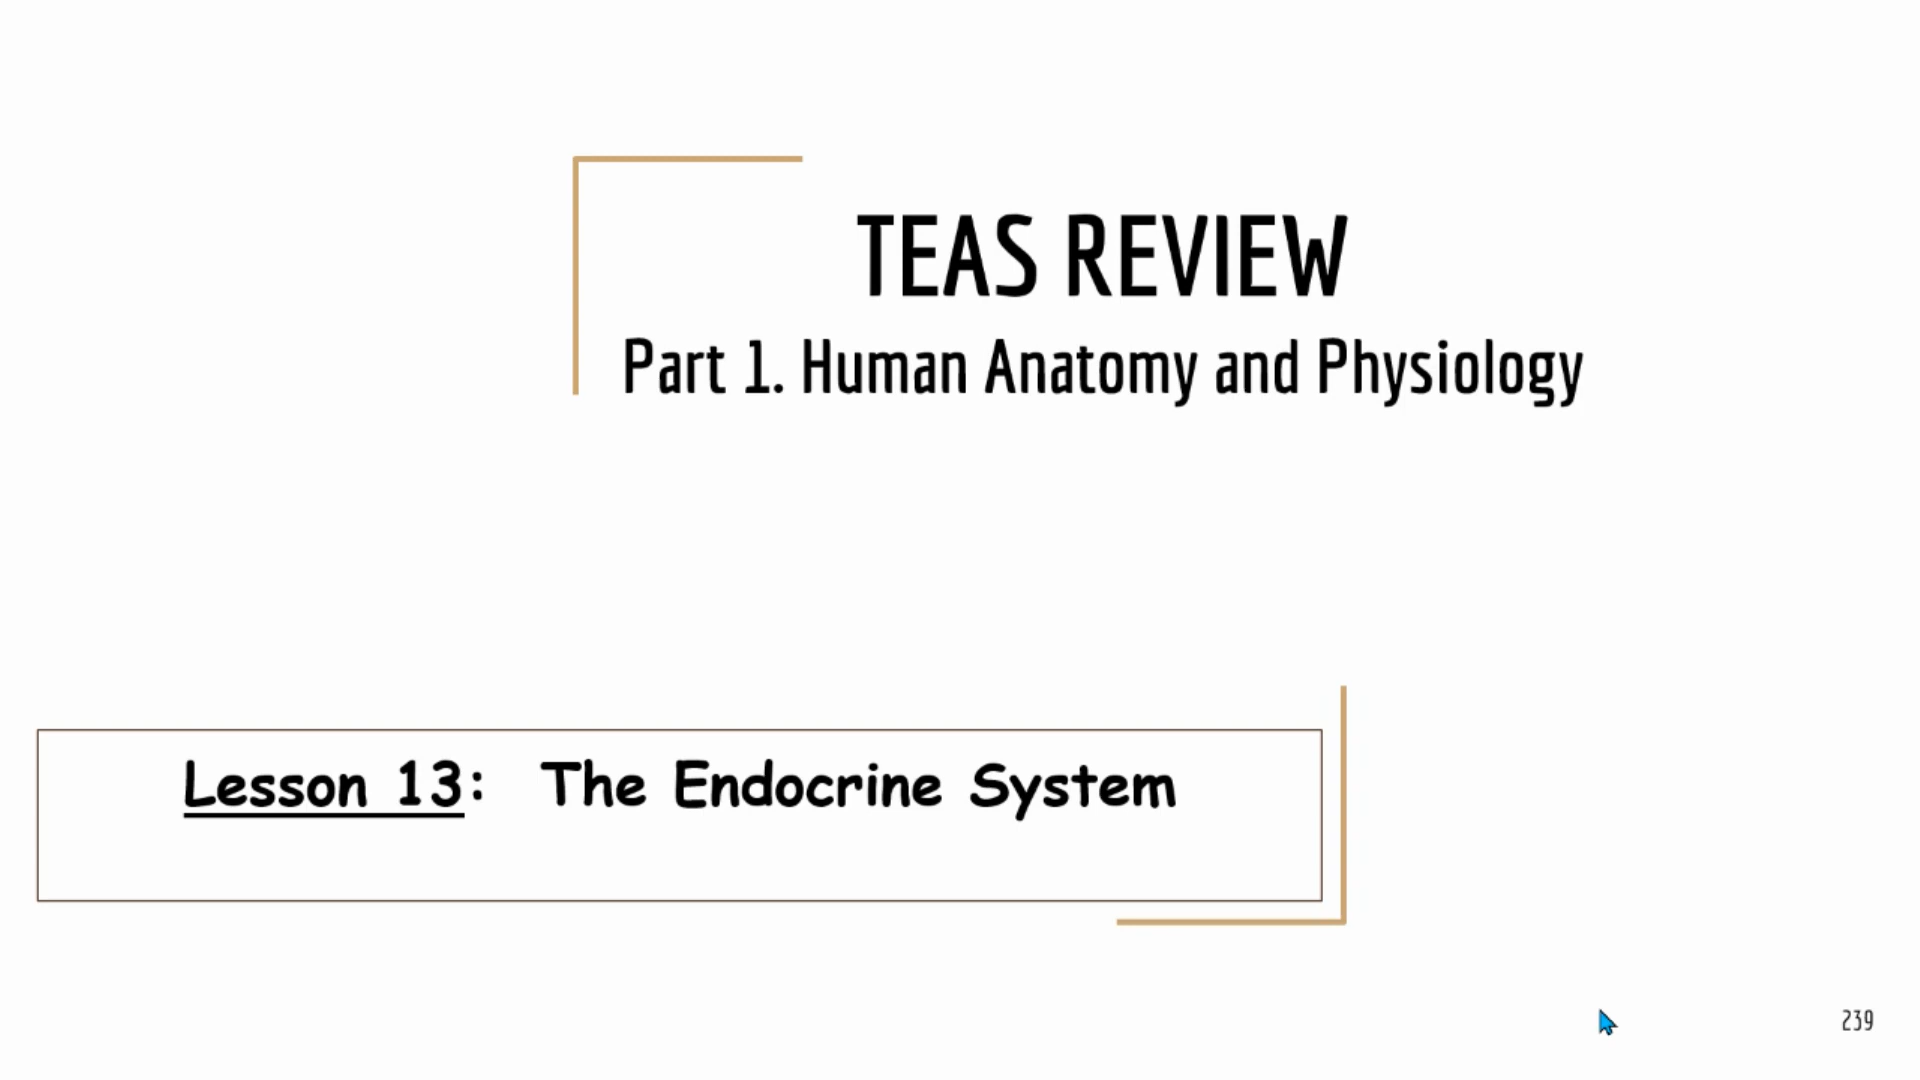 TEAS REVIEW
Part 1. Human Anatomy and Physiology
Lesson 13: The Endocrine System
239